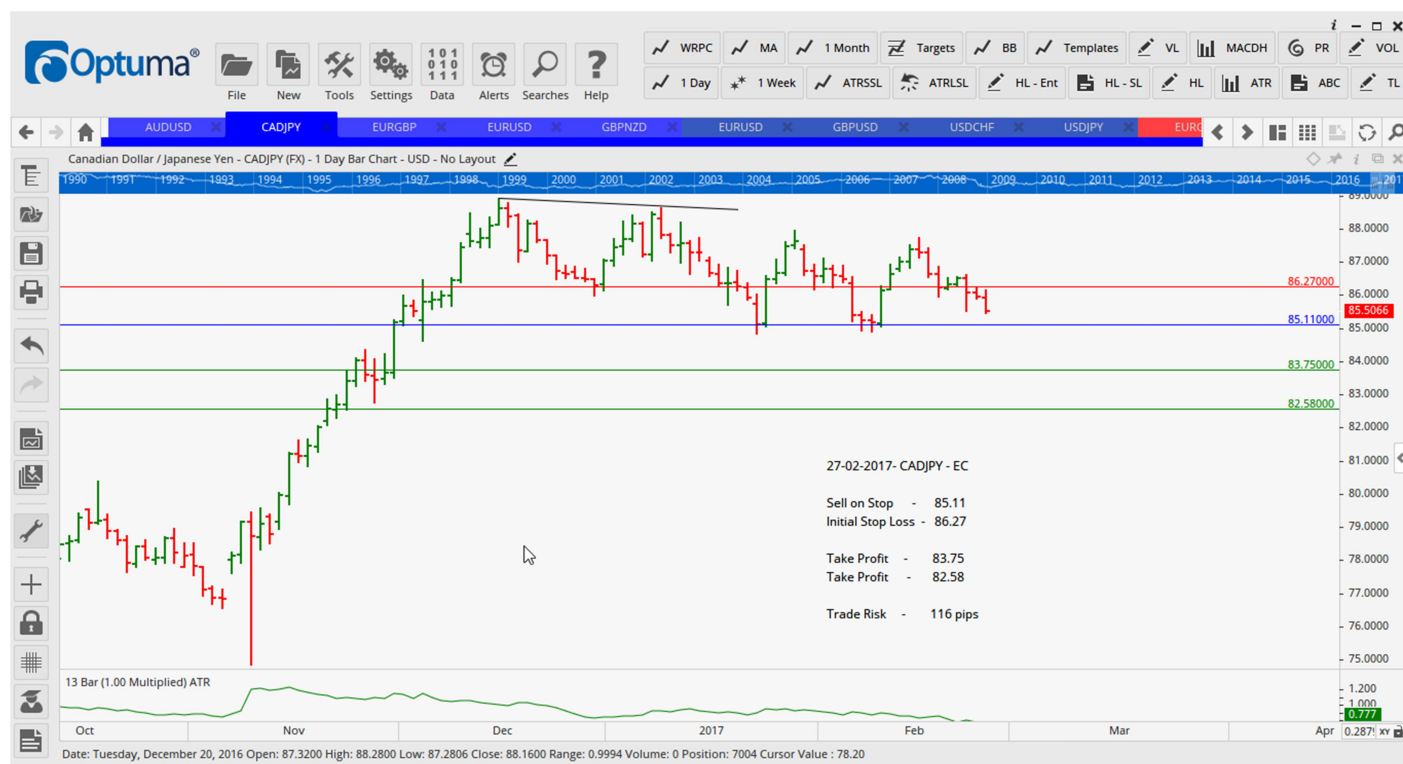 i
Optuma®
File New Tools Settings Data Alerts Searches Help
101
010
111
WRPC MA 1 Month Targets BB Templates VL MACDH PR VOL
1 Day 1 Week ATRSSL ATRLSL HL - Ent HL - SL HL ATR ABC TL
AUDUSD CADJPY EURGBP EURUSD GBPNZD EURUSD GBPUSD USDCHF USDJPY EURG
Canadian Dollar / Japanese Yen - CADJPY (FX) - 1 Day Bar Chart - USD - No Layout
1990 1991 1992 1993 1994 1995 1996 1997 1998 1999 2000 2001 2002 2003 2004 2005 2006 2007 2008 2009 2010 2011 2012 2013 2014 2015 2016 201
89.0000
88.0000
87.0000
86.27000
86.0000
85.5066
85.11000
85.0000
84.0000
83.75000
83.0000
82.58000
82.0000
81.0000
80.0000
79.0000
78.0000
77.0000
76.0000
75.0000
27-02-2017- CADJPY - EC
Sell on Stop - 85.11
Initial Stop Loss - 86.27
Take Profit - 83.75
Take Profit - 82.58
Trade Risk - 116 pips
13 Bar (1.00 Multiplied) ATR
1.200
1.000
0.777
Oct Nov Dec 2017 Feb Mar Apr 0.287 XY
Date: Tuesday, December 20, 2016 Open: 87.3200 High: 88.2800 Low: 87.2806 Close: 88.1600 Range: 0.9994 Volume: 0 Position: 7004 Cursor Value : 78.20